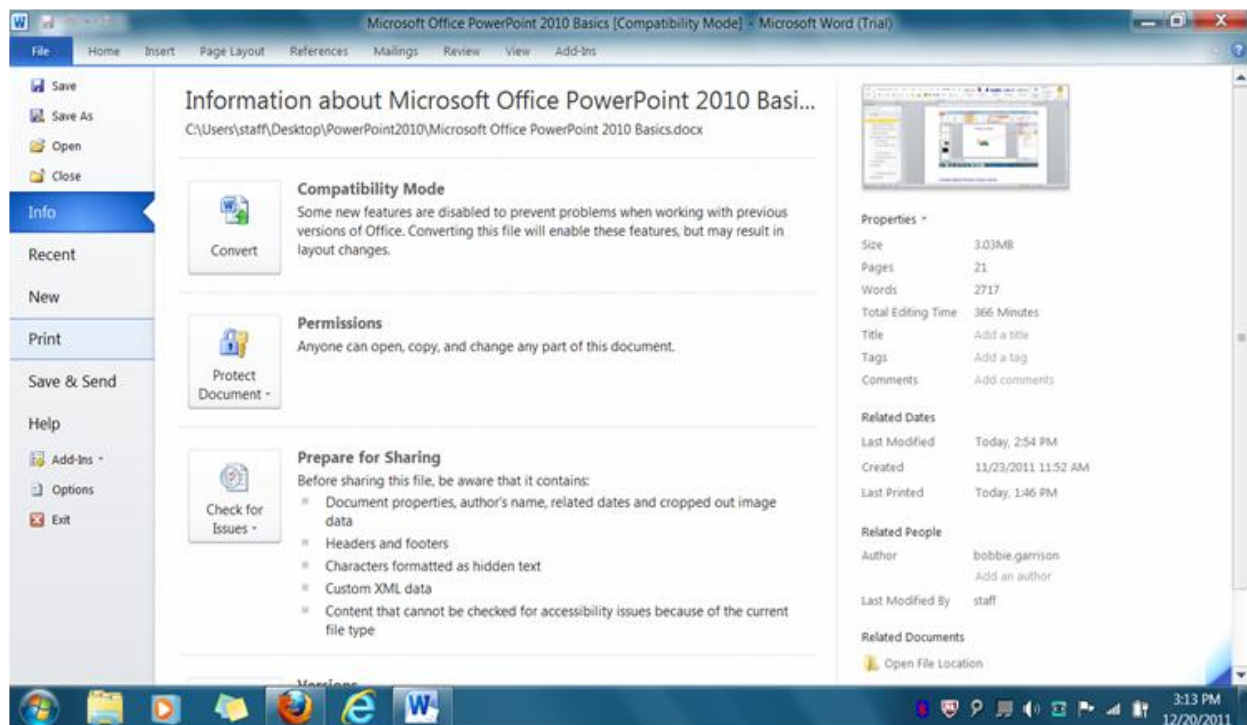 Microsoft Office PowerPoint 2010 Basics [Compatibility Mode] - Microsoft Word (Trial)
File Home Insert Page Layout References Mailings Review View Add-Ins
Save
Save As
Open
Close
Info
Recent
New
Print
Save & Send
Help
Add-Ins
Options
Exit
Information about Microsoft Office PowerPoint 2010 Basi...
C:\Users\staff\Desktop\PowerPoint2010\Microsoft Office PowerPoint 2010 Basics.docx
Convert
Compatibility Mode
Some new features are disabled to prevent problems when working with previous
versions of Office. Converting this file will enable these features, but may result in
layout changes.
Protect
Document
Permissions
Anyone can open, copy, and change any part of this document.
Check for
Issues
Prepare for Sharing
Before sharing this file, be aware that it contains:
Document properties, author's name, related dates and cropped out image
data
Headers and footers
Characters formatted as hidden text
Custom XML data
Content that cannot be checked for accessibility issues because of the current
file type
Versions
Properties
Size 3.03MB
Pages 21
Words 2717
Total Editing Time 366 Minutes
Title Add a title
Tags Add a tag
Comments Add comments
Related Dates
Last Modified Today, 2:54 PM
Created 11/23/2011 11:52 AM
Last Printed Today, 1:46 PM
Related People
Author bobbie.garrison
Add an author
Last Modified By staff
Related Documents
Open File Location
3:13 PM
12/20/2011